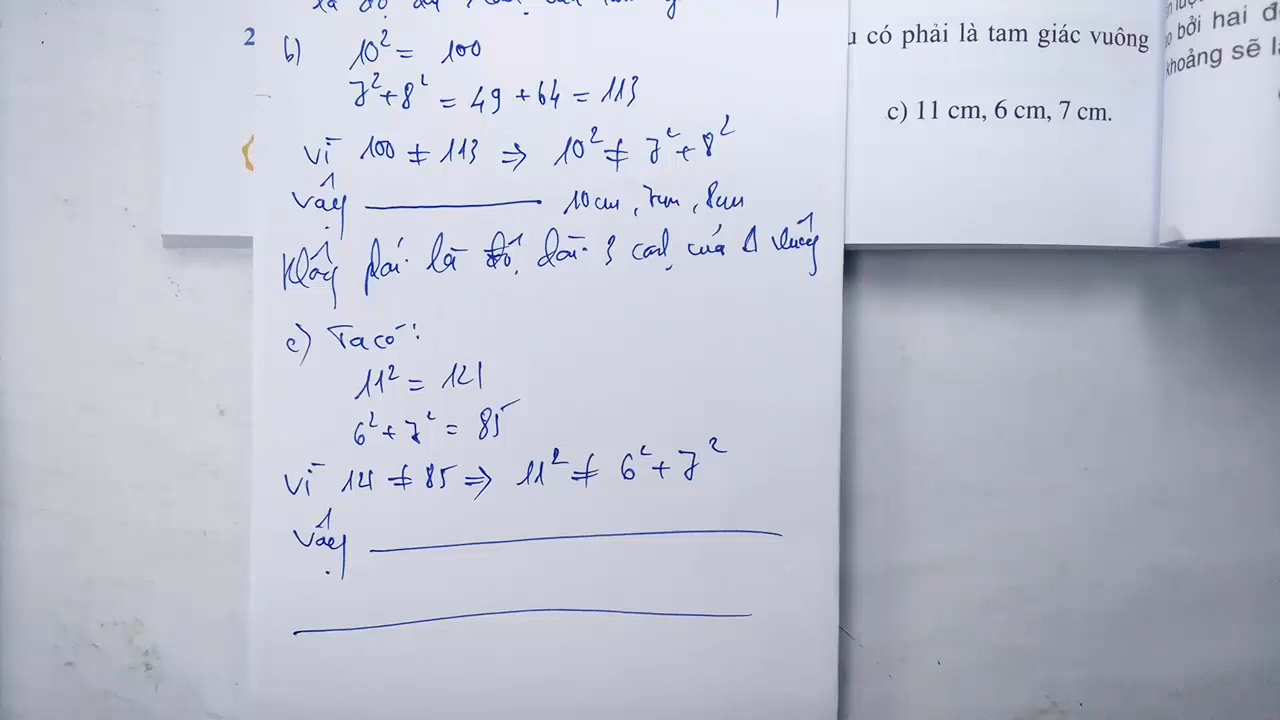 2
b) 10² = 100
7² + 8² = 49 + 64 = 113
Vì 100 ≠ 113 ⇒ 10² ≠ 7² + 8²
Vậy 10cm, 7cm, 8cm
không phải là độ dài 3 cạnh của Δ vuông
c) Ta có:
11² = 121
6² + 7² = 85
Vì 121 ≠ 85 ⇒ 11² ≠ 6² + 7²
Vậy
u có phải là tam giác vuông
c) 11 cm, 6 cm, 7 cm.
bởi hai đ
khoảng sẽ l